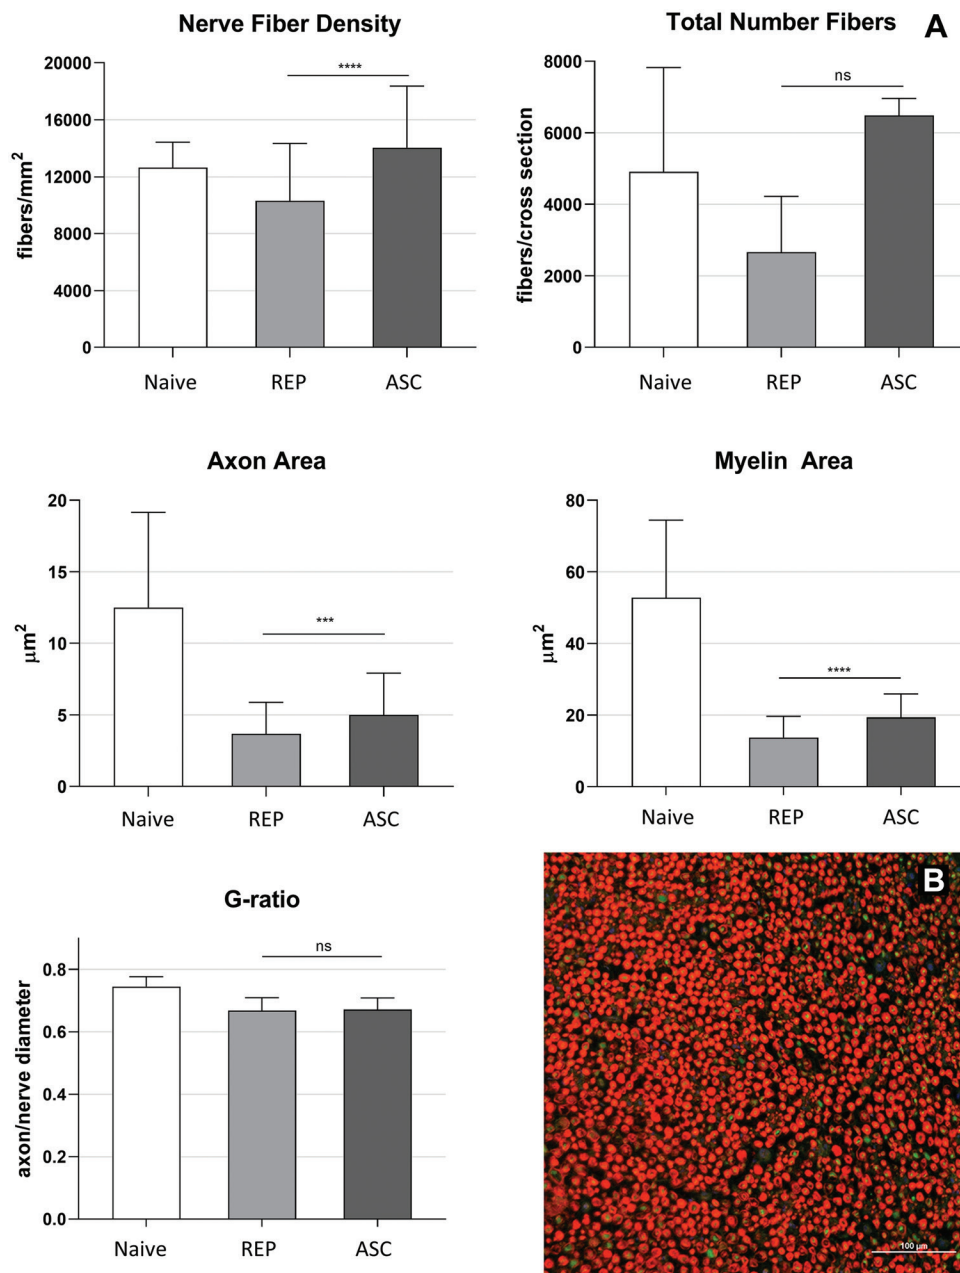 Nerve Fiber Density
fibers/mm²
20000
16000
12000
8000
4000
0
****
Naive REP ASC
Total Number Fibers
A
fibers/cross section
8000
6000
4000
2000
0
ns
Naive REP ASC
Axon Area
µm²
20
15
10
5
0
***
Naive REP ASC
Myelin Area
µm²
80
60
40
20
0
****
Naive REP ASC
G-ratio
axon/nerve diameter
0.8
0.6
0.4
0.2
0.0
ns
Naive REP ASC
B
100 µm